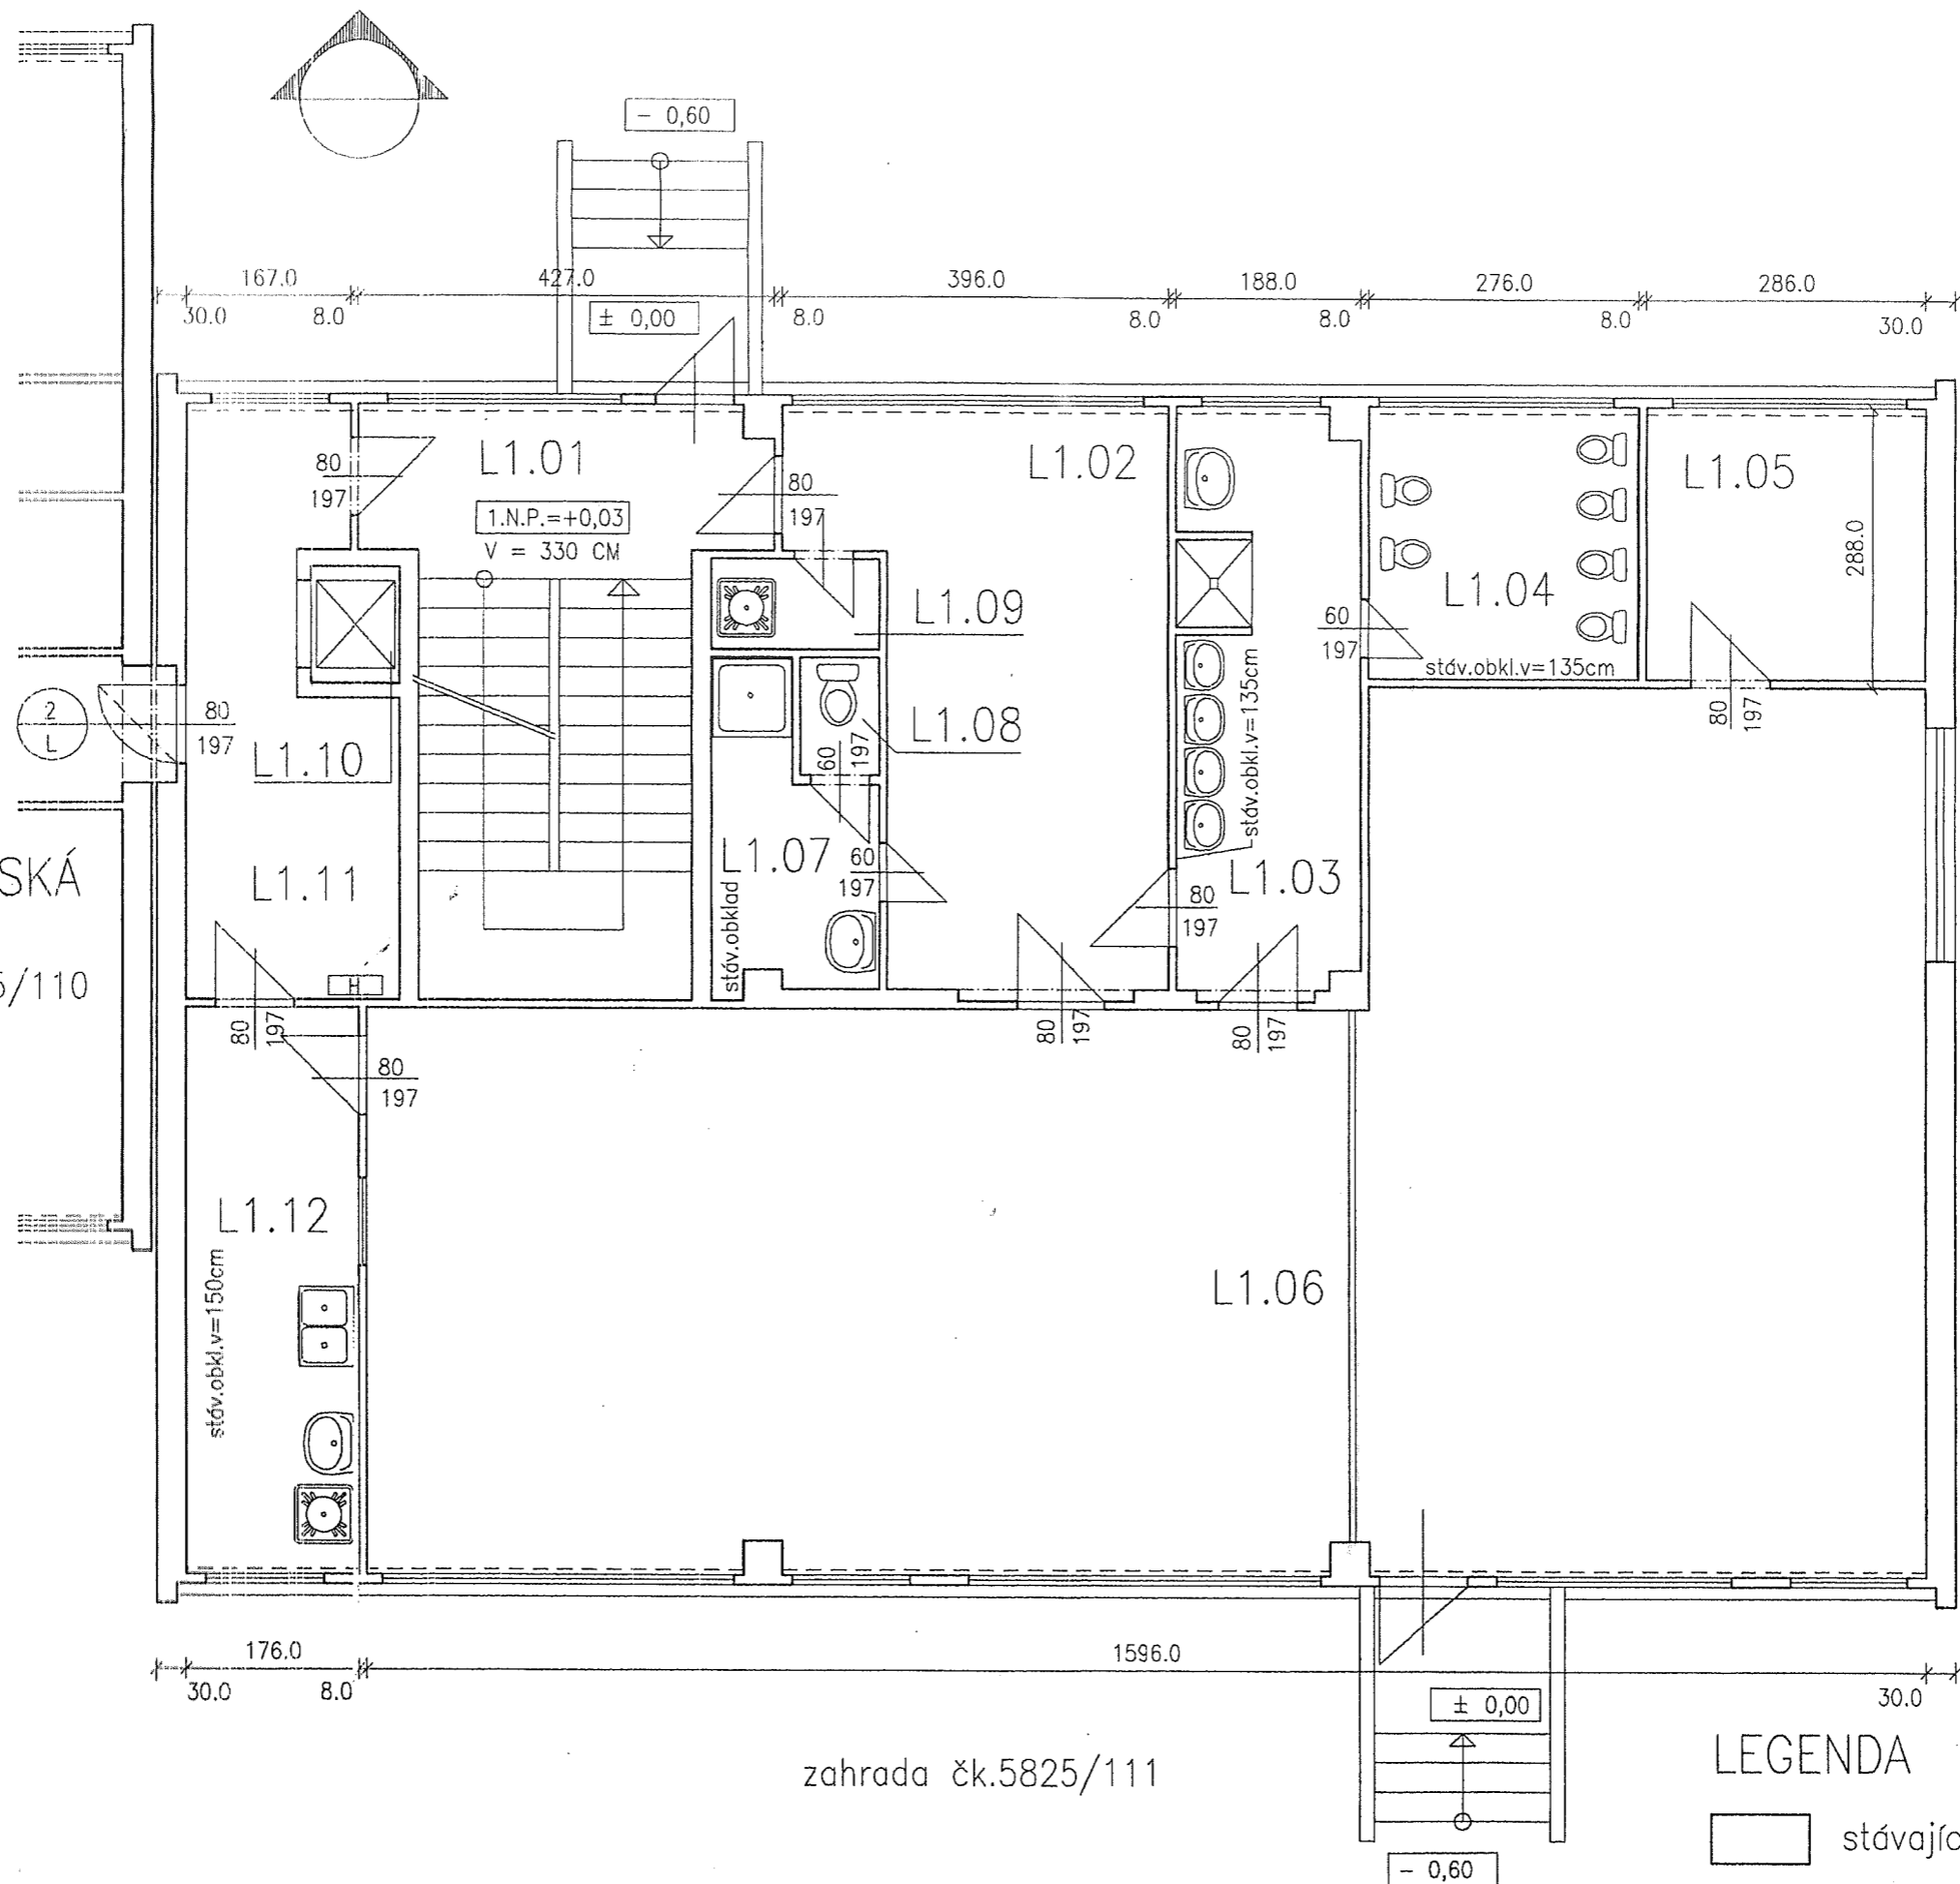 - 0,60
167.0
427.0
396.0
188.0
276.0
286.0
30.0
8.0
± 0,00
8.0
8.0
8.0
8.0
30.0
L1.01
L1.02
L1.05
80
197
80
197
1.N.P.=+0,03
V = 330 CM
288.0
L1.09
L1.04
60
197
stáv.obkl.v=135cm
2
L
80
197
L1.10
L1.08
60
197
stáv.obkl.v=135cm
80
197
SKÁ
L1.11
L1.07
60
197
L1.03
80
197
stáv.obklad
5/110
H
80
197
80
197
80
197
80
197
L1.12
stáv.obkl.v=150cm
L1.06
176.0
1596.0
30.0
8.0
30.0
± 0,00
zahrada čk.5825/111
LEGENDA
stávajíc
- 0,60